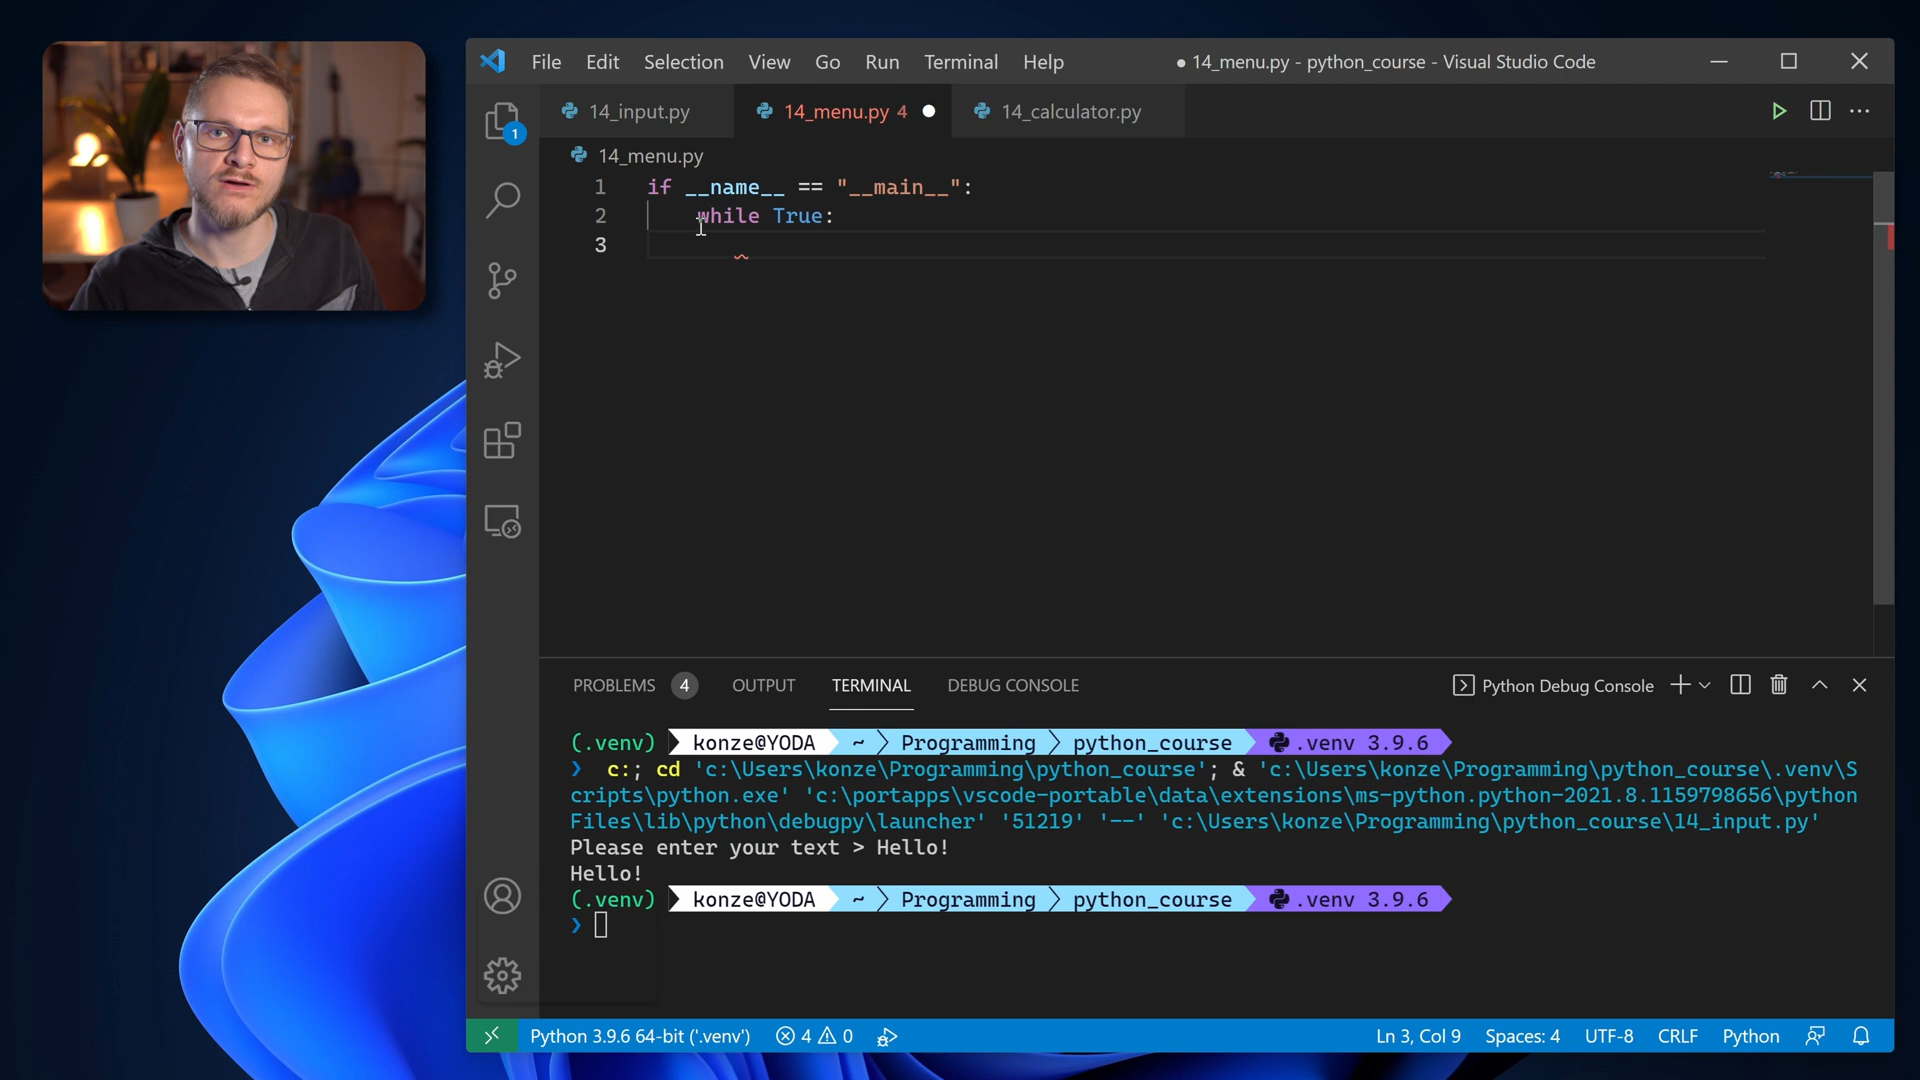 File Edit Selection View Go Run Terminal Help ● 14_menu.py - python_course - Visual Studio Code
14_input.py 14_menu.py 4 14_calculator.py
1
14_menu.py
1 if __name__ == "__main__":
2 while True:
3
PROBLEMS 4 OUTPUT TERMINAL DEBUG CONSOLE Python Debug Console
(.venv) konze@YODA ~ Programming python_course .venv 3.9.6
❯ c:; cd 'c:\Users\konze\Programming\python_course'; & 'c:\Users\konze\Programming\python_course\.venv\S
cripts\python.exe' 'c:\portapps\vscode-portable\data\extensions\ms-python.python-2021.8.1159798656\python
Files\lib\python\debugpy\launcher' '51219' '--' 'c:\Users\konze\Programming\python_course\14_input.py'
Please enter your text > Hello!
Hello!
(.venv) konze@YODA ~ Programming python_course .venv 3.9.6
❯
Python 3.9.6 64-bit ('.venv') 4 0 Ln 3, Col 9 Spaces: 4 UTF-8 CRLF Python